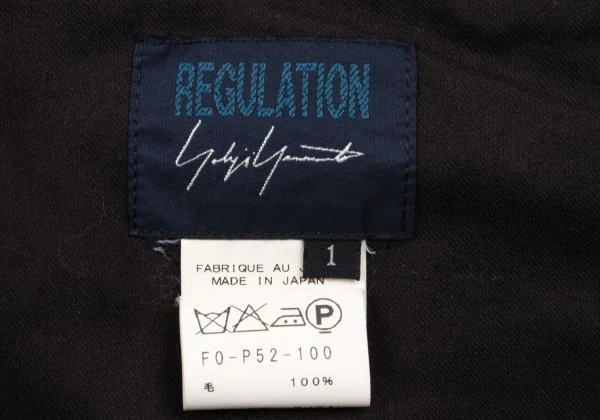 REGULATION
Yohji Yamamoto
1
FABRIQUE AU J
MADE IN JAPAN
P
F0-P52-100
毛 100%